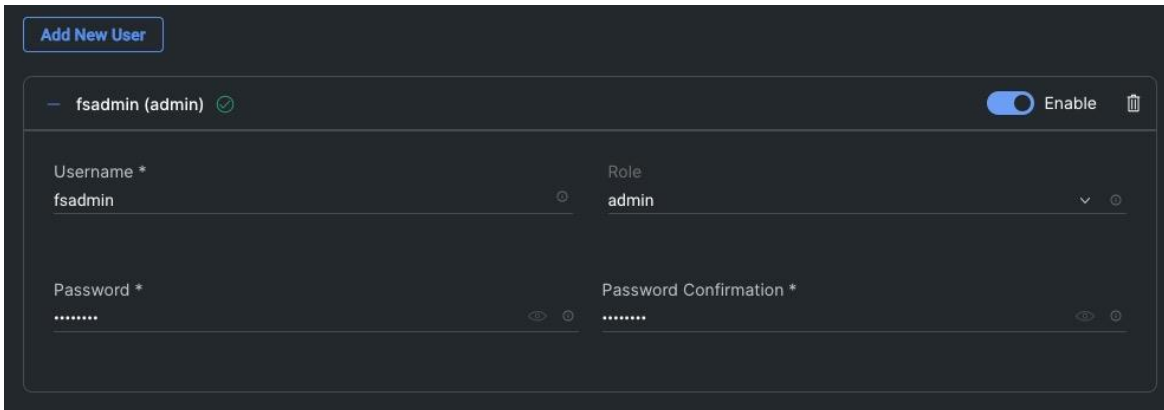 Add New User
fsadmin (admin) Enable
Username * Role
fsadmin admin
Password * Password Confirmation *
•••••••• ••••••••